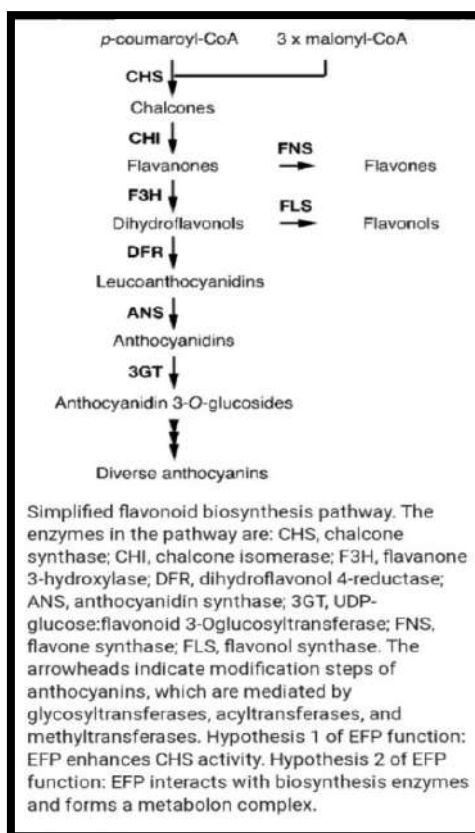 p-coumaroyl-CoA 3 x malonyl-CoA
CHS
Chalcones
CHI FNS
Flavanones Flavones
F3H FLS
Dihydroflavonols Flavonols
DFR
Leucoanthocyanidins
ANS
Anthocyanidins
3GT
Anthocyanidin 3-O-glucosides
Diverse anthocyanins
Simplified flavonoid biosynthesis pathway. The
enzymes in the pathway are: CHS, chalcone
synthase; CHI, chalcone isomerase; F3H, flavanone
3-hydroxylase; DFR, dihydroflavonol 4-reductase;
ANS, anthocyanidin synthase; 3GT, UDP-
glucose:flavonoid 3-Oglucosyltransferase; FNS,
flavone synthase; FLS, flavonol synthase. The
arrowheads indicate modification steps of
anthocyanins, which are mediated by
glycosyltransferases, acyltransferases, and
methyltransferases. Hypothesis 1 of EFP function:
EFP enhances CHS activity. Hypothesis 2 of EFP
function: EFP interacts with biosynthesis enzymes
and forms a metabolon complex.